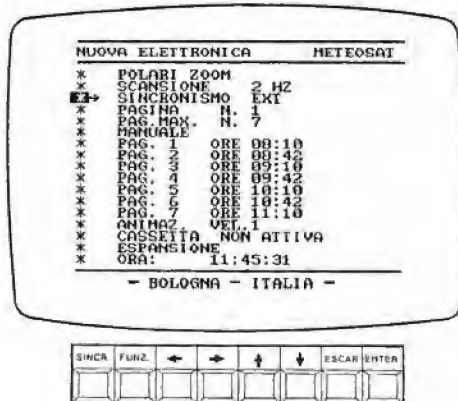 NUOVA ELETTRONICA METEOSAT
* POLARI ZOOM
* SCANSIONE 2 HZ
*→ SINCRONISMO EXT
* PAGINA N. 1
* PAG.MAX. N. 7
* MANUALE
* PAG. 1 ORE 08:10
* PAG. 2 ORE 08:42
* PAG. 3 ORE 09:10
* PAG. 4 ORE 09:42
* PAG. 5 ORE 10:10
* PAG. 6 ORE 10:42
* PAG. 7 ORE 11:10
* ANIMAZ. VEL.1
* CASSETTA NON ATTIVA
* ESPANSIONE
* ORA: 11:45:31
- BOLOGNA - ITALIA -
SINCR. FUNZ. ← → ↑ ↓ ESCAR ENTER